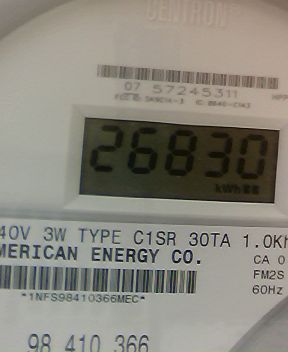 CENTRON
07 57245311
26830
kWh
40V 3W TYPE C1SR 30TA 1.0Kh
MERICAN ENERGY CO.
CA 0
FM2S
60Hz
*1NFS98410366MEC*
98 410 366